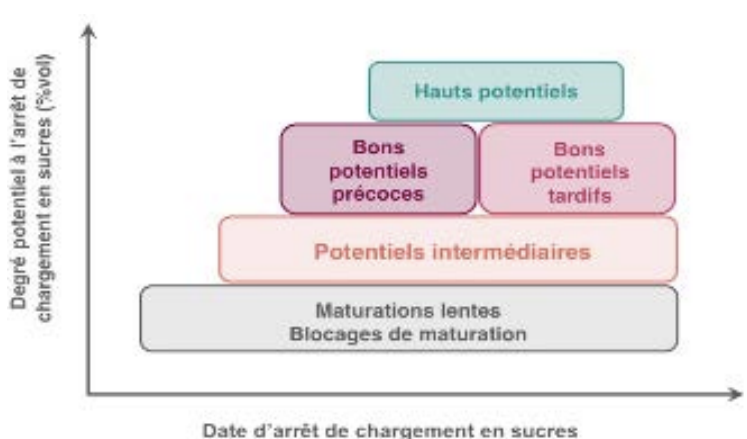 Degré potentiel à l'arrêt de
chargement en sucres (%vol)
Hauts potentiels
Bons
potentiels
précoces
Bons
potentiels
tardifs
Potentiels intermédiaires
Maturations lentes
Blocages de maturation
Date d'arrêt de chargement en sucres